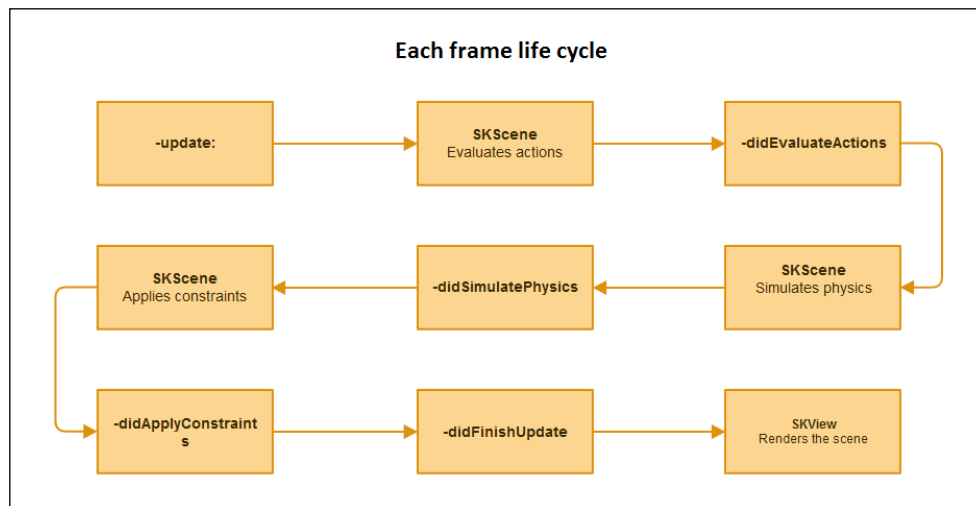 Each frame life cycle
-update:
SKScene
Evaluates actions
-didEvaluateActions
SKScene
Simulates physics
-didSimulatePhysics
SKScene
Applies constraints
-didApplyConstraint
s
-didFinishUpdate
SKView
Renders the scene